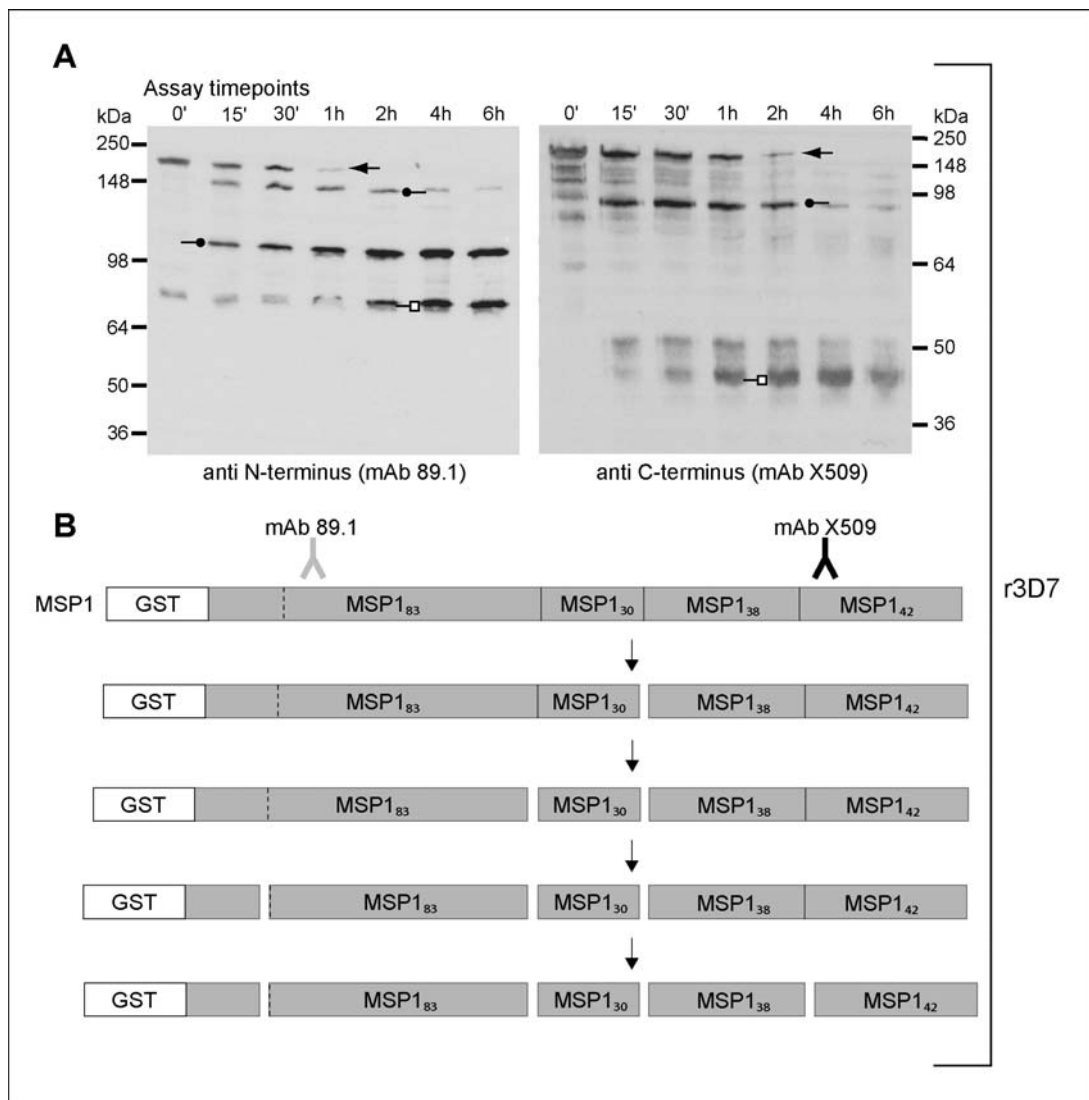 A
Assay timepoints
kDa 0' 15' 30' 1h 2h 4h 6h
250
148
98
64
50
36
anti N-terminus (mAb 89.1)
0' 15' 30' 1h 2h 4h 6h kDa
250
148
98
64
50
36
anti C-terminus (mAb X509)
B
mAb 89.1 mAb X509
MSP1 GST MSP1₈₃ MSP1₃₀ MSP1₃₈ MSP1₄₂
r3D7
GST MSP1₈₃ MSP1₃₀ MSP1₃₈ MSP1₄₂
GST MSP1₈₃ MSP1₃₀ MSP1₃₈ MSP1₄₂
GST MSP1₈₃ MSP1₃₀ MSP1₃₈ MSP1₄₂
GST MSP1₈₃ MSP1₃₀ MSP1₃₈ MSP1₄₂